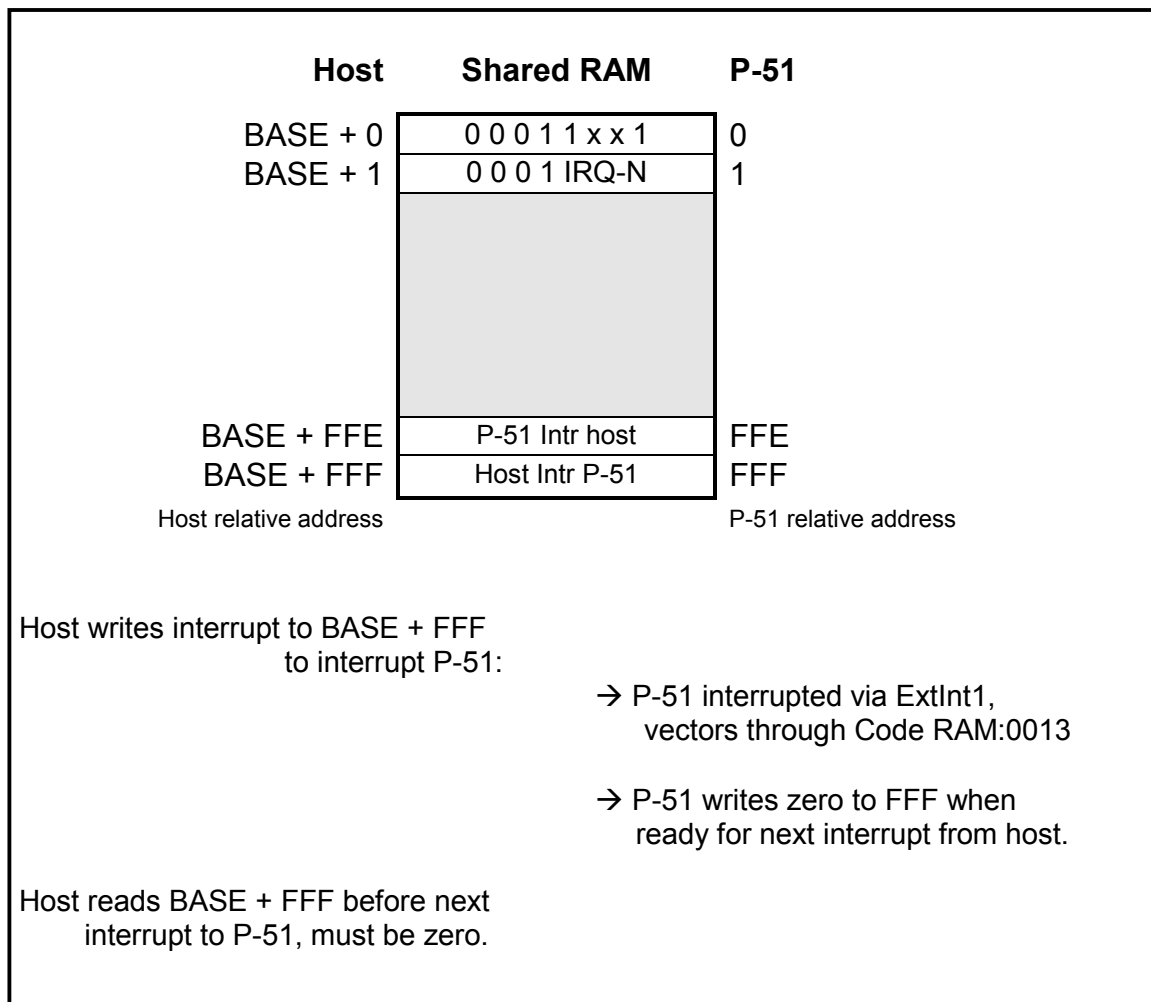 Host Shared RAM P-51
BASE + 0 0 0 0 1 1 x x 1 0
BASE + 1 0 0 0 1 IRQ-N 1
BASE + FFE P-51 Intr host FFE
BASE + FFF Host Intr P-51 FFF
Host relative address P-51 relative address
Host writes interrupt to BASE + FFF
to interrupt P-51:
→ P-51 interrupted via ExtInt1,
vectors through Code RAM:0013
→ P-51 writes zero to FFF when
ready for next interrupt from host.
Host reads BASE + FFF before next
interrupt to P-51, must be zero.